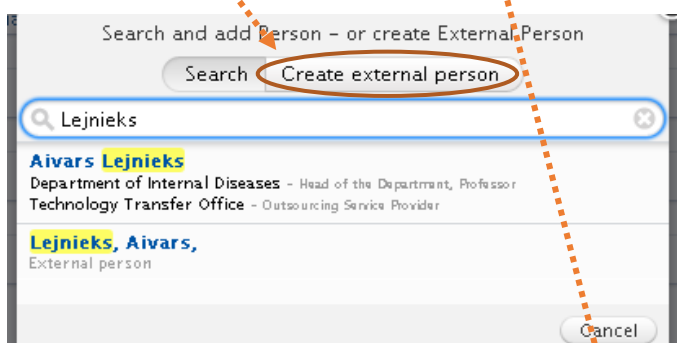 Search and add Person – or create External Person
Search Create external person
Lejnieks
Aivars Lejnieks
Department of Internal Diseases – Head of the Department, Professor
Technology Transfer Office – Outsourcing Service Provider
Lejnieks, Aivars,
External person
Cancel